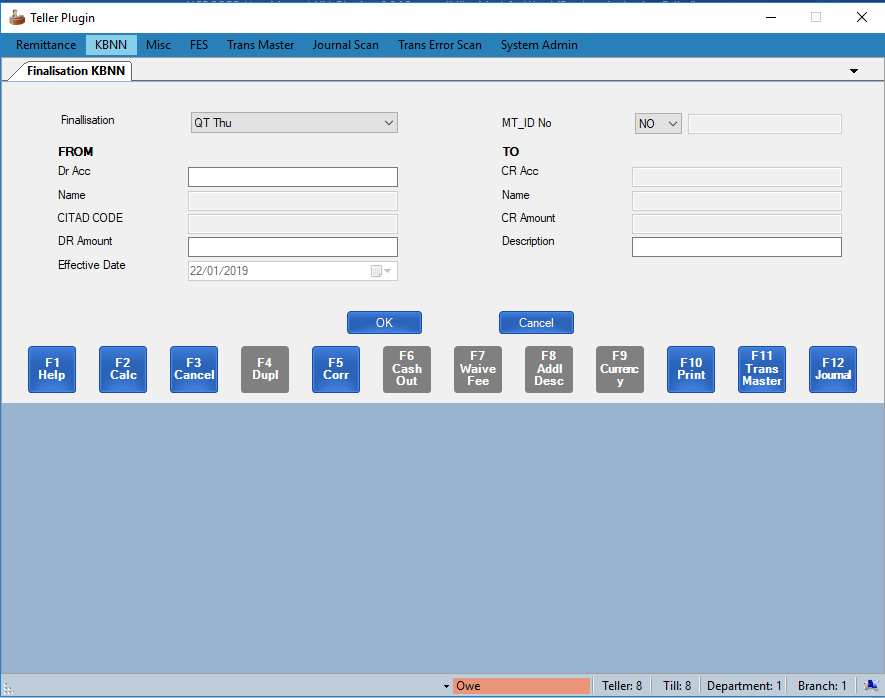 Teller Plugin
Remittance KBNN Misc FES Trans Master Journal Scan Trans Error Scan System Admin
Finalisation KBNN
Finallisation QT Thu MT_ID No NO
FROM TO
Dr Acc CR Acc
Name Name
CITAD CODE CR Amount
DR Amount Description
Effective Date 22/01/2019
OK Cancel
F1 Help
F2 Calc
F3 Cancel
F4 Dupl
F5 Corr
F6 Cash Out
F7 Waive Fee
F8 Addl Desc
F9 Currency
F10 Print
F11 Trans Master
F12 Journal
Owe Teller: 8 Till: 8 Department: 1 Branch: 1